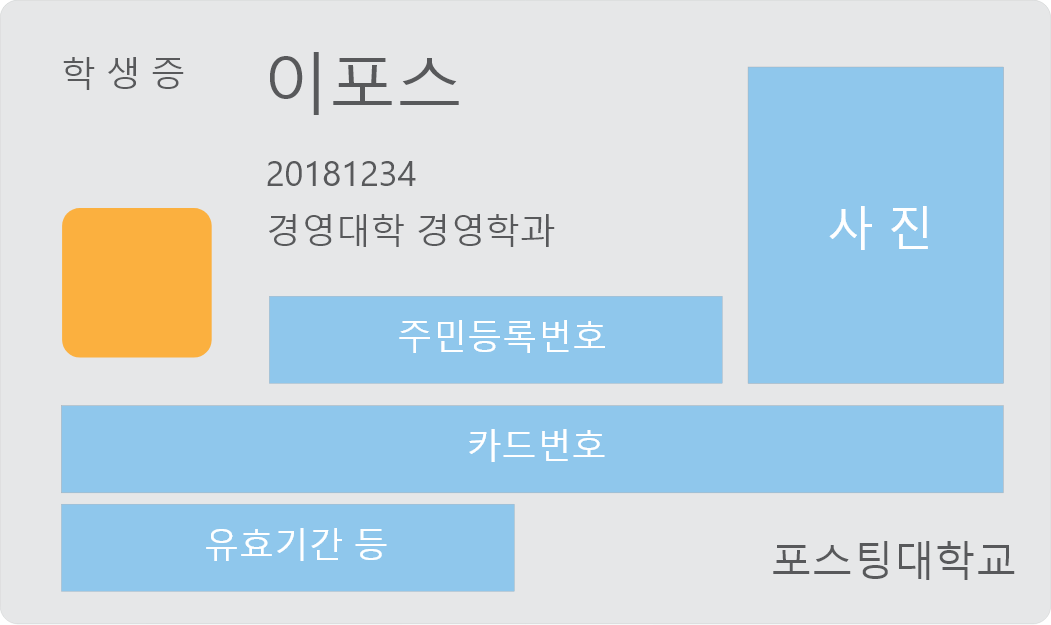 학 생 증
이포스
20181234
경영대학 경영학과
사 진
주민등록번호
카드번호
유효기간 등
포스팅대학교